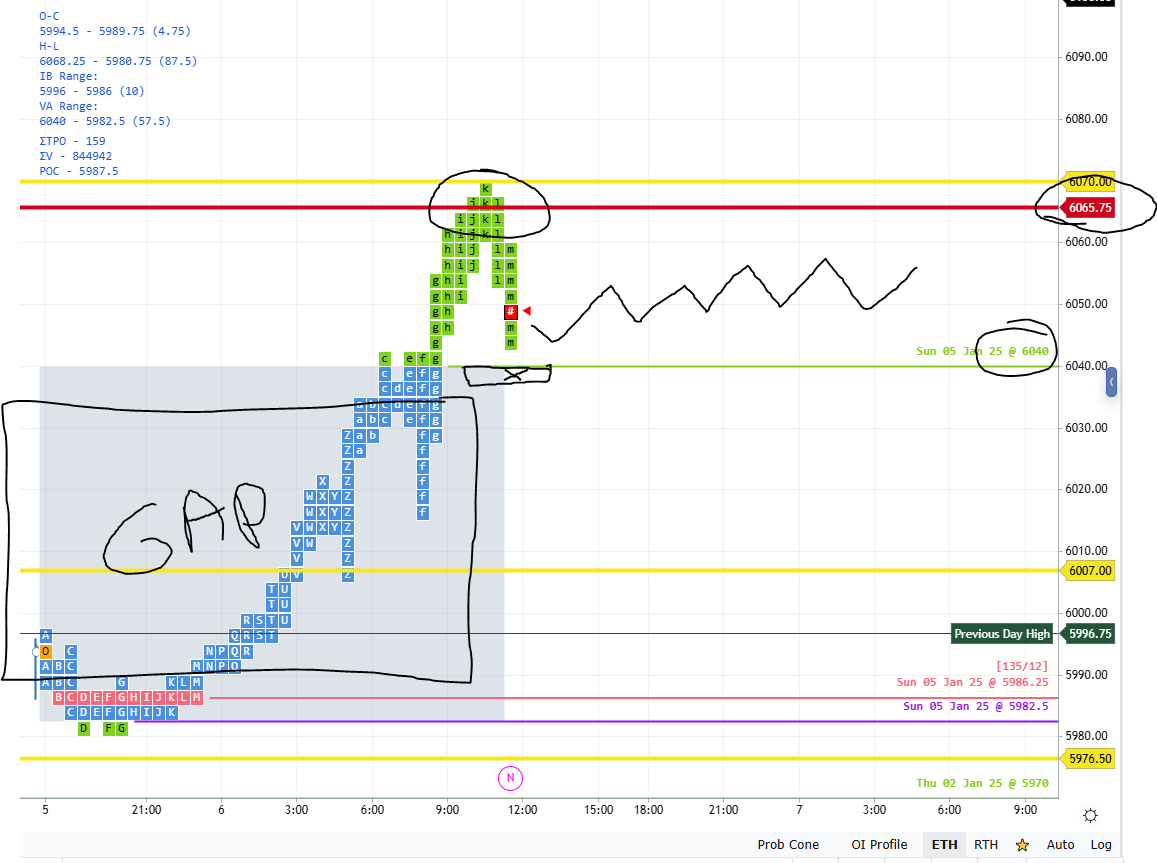 O-C
5994.5 - 5989.75 (4.75)
H-L
6068.25 - 5980.75 (87.5)
IB Range:
5996 - 5986 (10)
VA Range:
6040 - 5982.5 (57.5)
ΣTPO - 159
ΣV - 844942
POC - 5987.5
6090.00
6080.00
6070.00
k
j k l
6065.75
i j k l
h i j k l
6060.00
h i j l m
h i j l m
g h i l m
g h i m
6050.00
g h #
g h m
g m
Sun 05 Jan 25 @ 6040
c e f g
6040.00
c e f g
c d e f g
a b c d e f g
a b c e f g
6030.00
Z a b f g
Z a f
Z f
X Z f
6020.00
W X Y Z f
W X Y Z f
GAP
V W X Y Z
V W Z
6010.00
V Z
6007.00
U V Z
T U
T U
6000.00
R S T U
A Q R S T
Previous Day High
5996.75
O C N P Q R
A B C M N P Q
[135/12]
5990.00
A B C G K L M
Sun 05 Jan 25 @ 5986.25
B C D E F G H I J K L M
Sun 05 Jan 25 @ 5982.5
C D E F G H I J K
D F G
5980.00
5976.50
N
Thu 02 Jan 25 @ 5970
5 21:00 6 3:00 6:00 9:00 12:00 15:00 18:00 21:00 7 3:00 6:00 9:00
Prob Cone OI Profile ETH RTH Auto Log